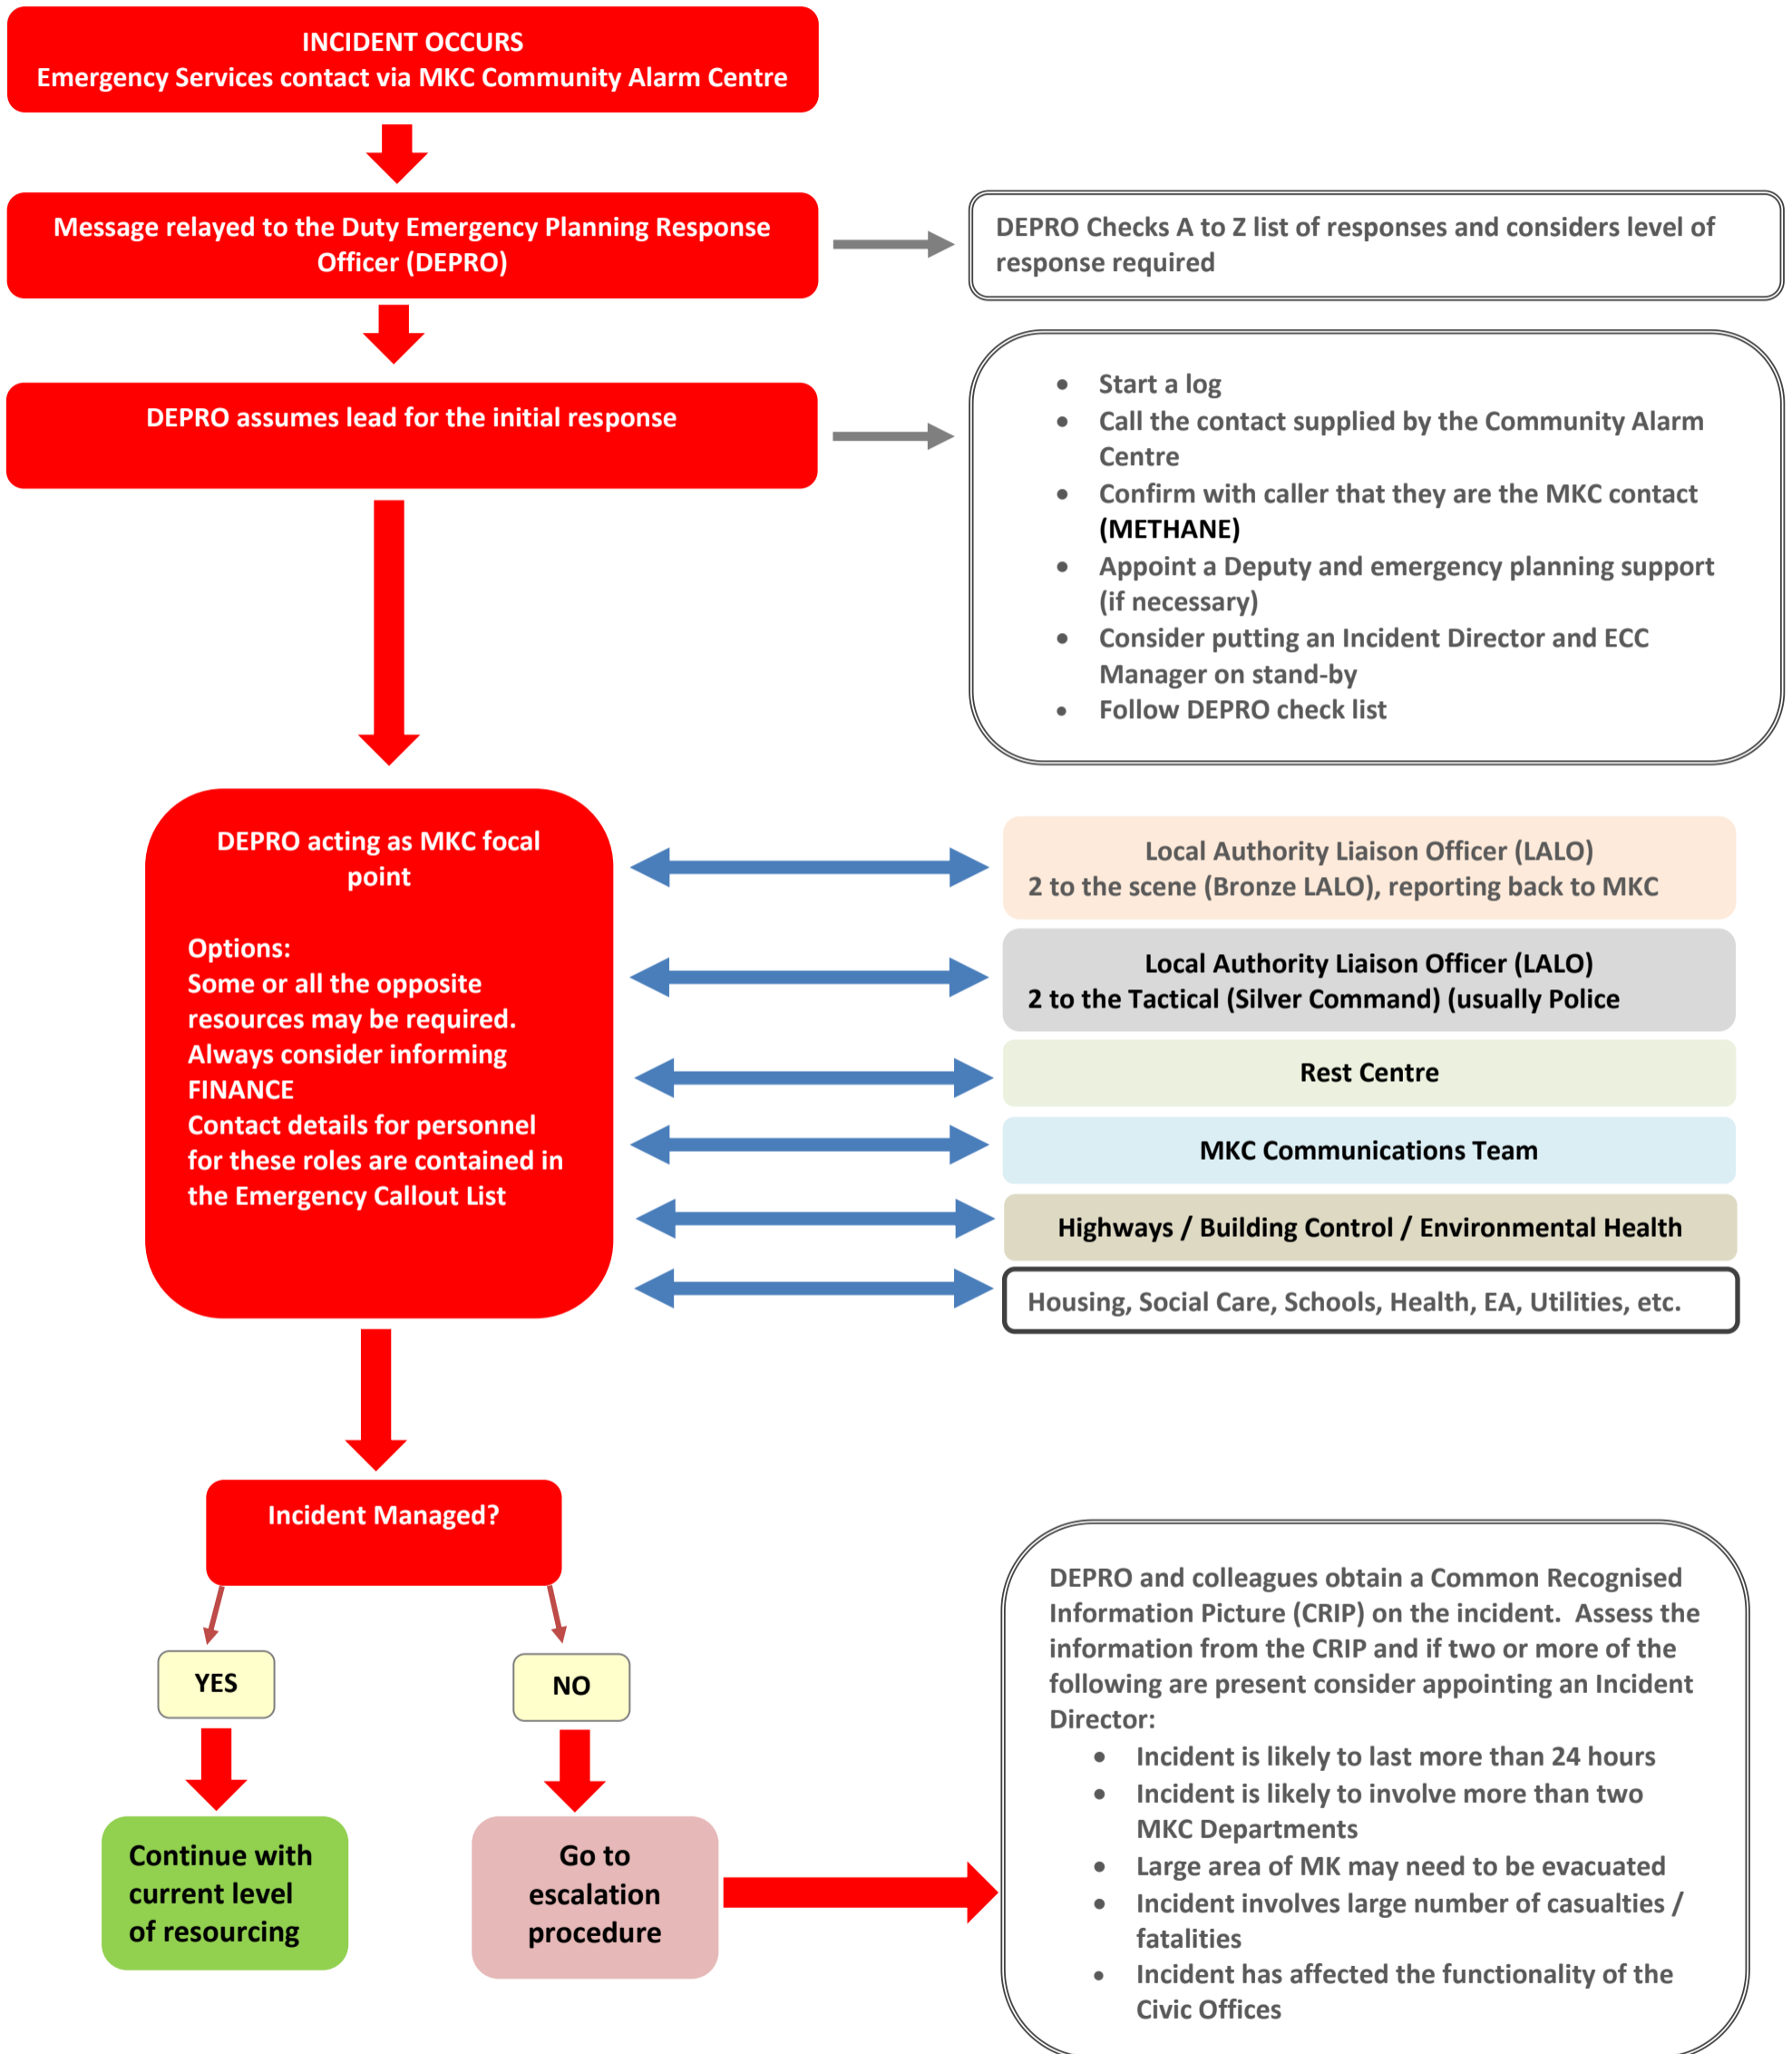 INCIDENT OCCURS
Emergency Services contact via MKC Community Alarm Centre
Message relayed to the Duty Emergency Planning Response
Officer (DEPRO)
DEPRO Checks A to Z list of responses and considers level of
response required
DEPRO assumes lead for the initial response
• Start a log
• Call the contact supplied by the Community Alarm
Centre
• Confirm with caller that they are the MKC contact
(METHANE)
• Appoint a Deputy and emergency planning support
(if necessary)
• Consider putting an Incident Director and ECC
Manager on stand-by
• Follow DEPRO check list
DEPRO acting as MKC focal
point
Options:
Some or all the opposite
resources may be required.
Always consider informing
FINANCE
Contact details for personnel
for these roles are contained in
the Emergency Callout List
Local Authority Liaison Officer (LALO)
2 to the scene (Bronze LALO), reporting back to MKC
Local Authority Liaison Officer (LALO)
2 to the Tactical (Silver Command) (usually Police
Rest Centre
MKC Communications Team
Highways / Building Control / Environmental Health
Housing, Social Care, Schools, Health, EA, Utilities, etc.
Incident Managed?
YES
NO
Continue with
current level
of resourcing
Go to
escalation
procedure
DEPRO and colleagues obtain a Common Recognised
Information Picture (CRIP) on the incident.  Assess the
information from the CRIP and if two or more of the
following are present consider appointing an Incident
Director:
• Incident is likely to last more than 24 hours
• Incident is likely to involve more than two
MKC Departments
• Large area of MK may need to be evacuated
• Incident involves large number of casualties /
fatalities
• Incident has affected the functionality of the
Civic Offices